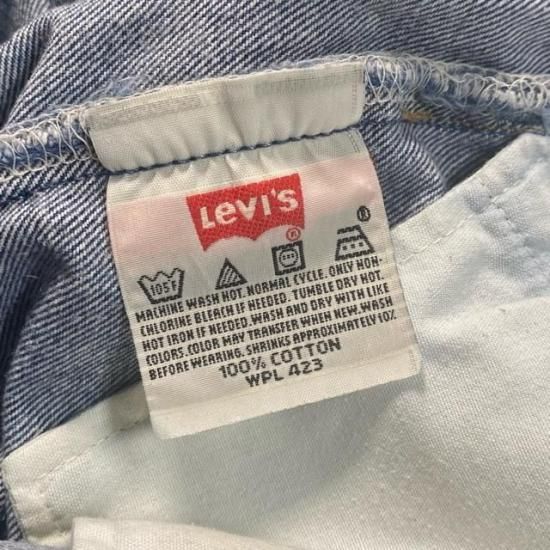 LEVI'S
®
®
105F
MACHINE WASH HOT. NORMAL CYCLE. ONLY NON-
CHLORINE BLEACH IF NEEDED. TUMBLE DRY HOT.
HOT IRON IF NEEDED. WASH AND DRY WITH LIKE
COLORS. COLOR MAY TRANSFER WHEN NEW. WASH
BEFORE WEARING. SHRINKS APPROXIMATELY 10%
100% COTTON
WPL 423